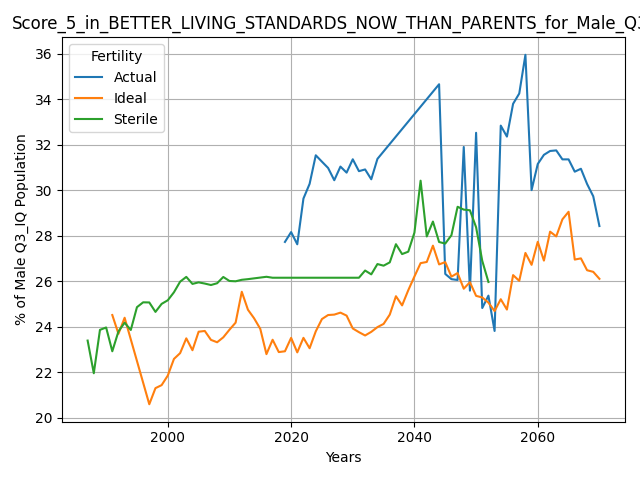 Score_5_in_BETTER_LIVING_STANDARDS_NOW_THAN_PARENTS_for_Male_Q3
Fertility
Actual
Ideal
Sterile
% of Male Q3_IQ Population
36
34
32
30
28
26
24
22
20
2000
2020
2040
2060
Years